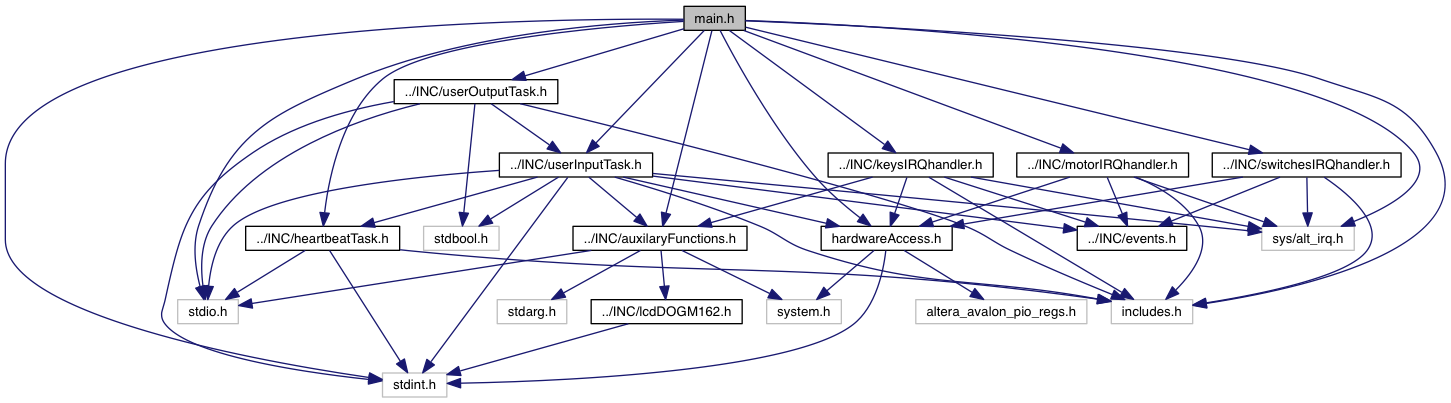 main.h
../INC/userOutputTask.h
../INC/userInputTask.h
../INC/keysIRQhandler.h
../INC/motorIRQhandler.h
../INC/switchesIRQhandler.h
../INC/heartbeatTask.h
stdbool.h
../INC/auxilaryFunctions.h
hardwareAccess.h
../INC/events.h
sys/alt_irq.h
stdio.h
stdarg.h
../INC/lcdDOGM162.h
system.h
altera_avalon_pio_regs.h
includes.h
stdint.h